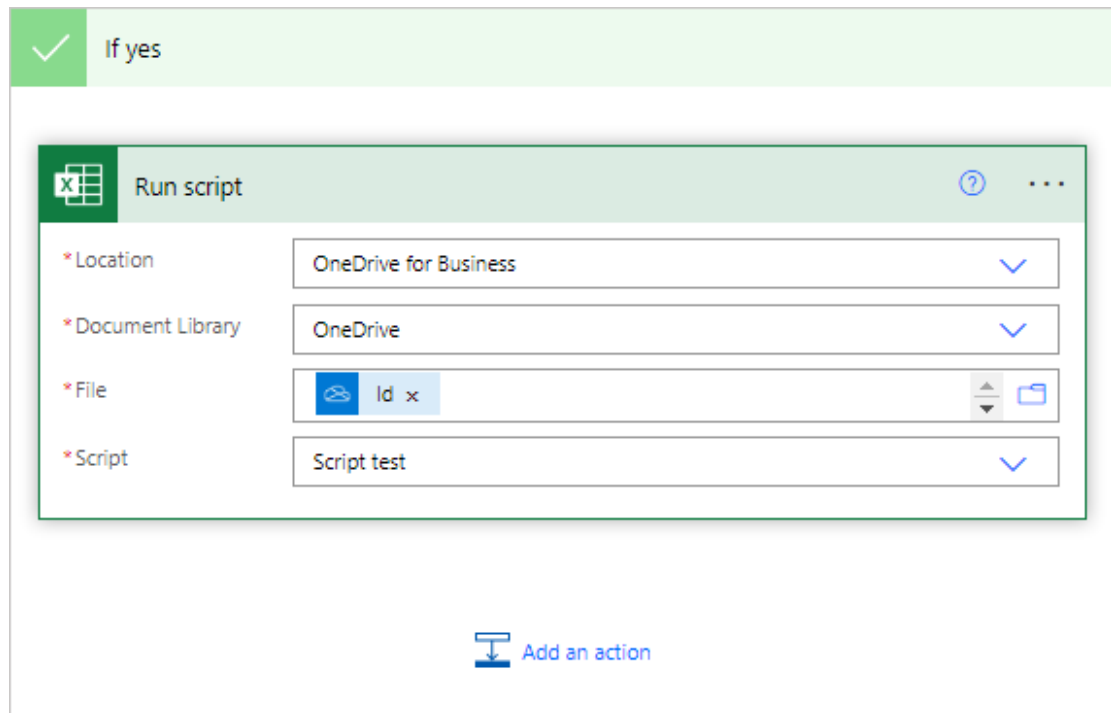 If yes
Run script
* Location
OneDrive for Business
* Document Library
OneDrive
* File
Id x
* Script
Script test
Add an action